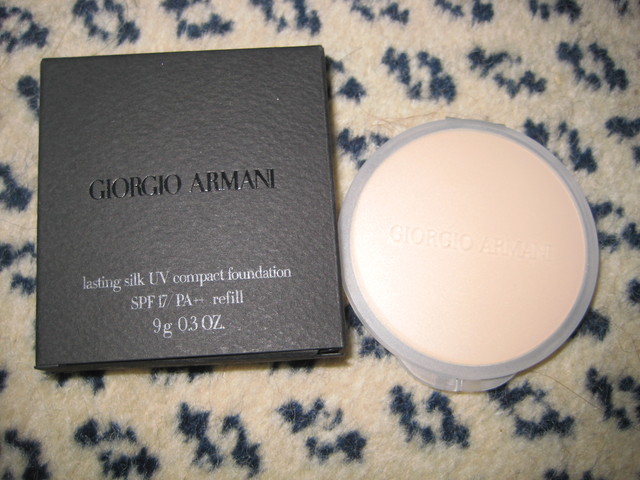 GIORGIO ARMANI
lasting silk UV compact foundation
SPF 17/ PA++ refill
9g 0.3 OZ.
GIORGIO ARMANI